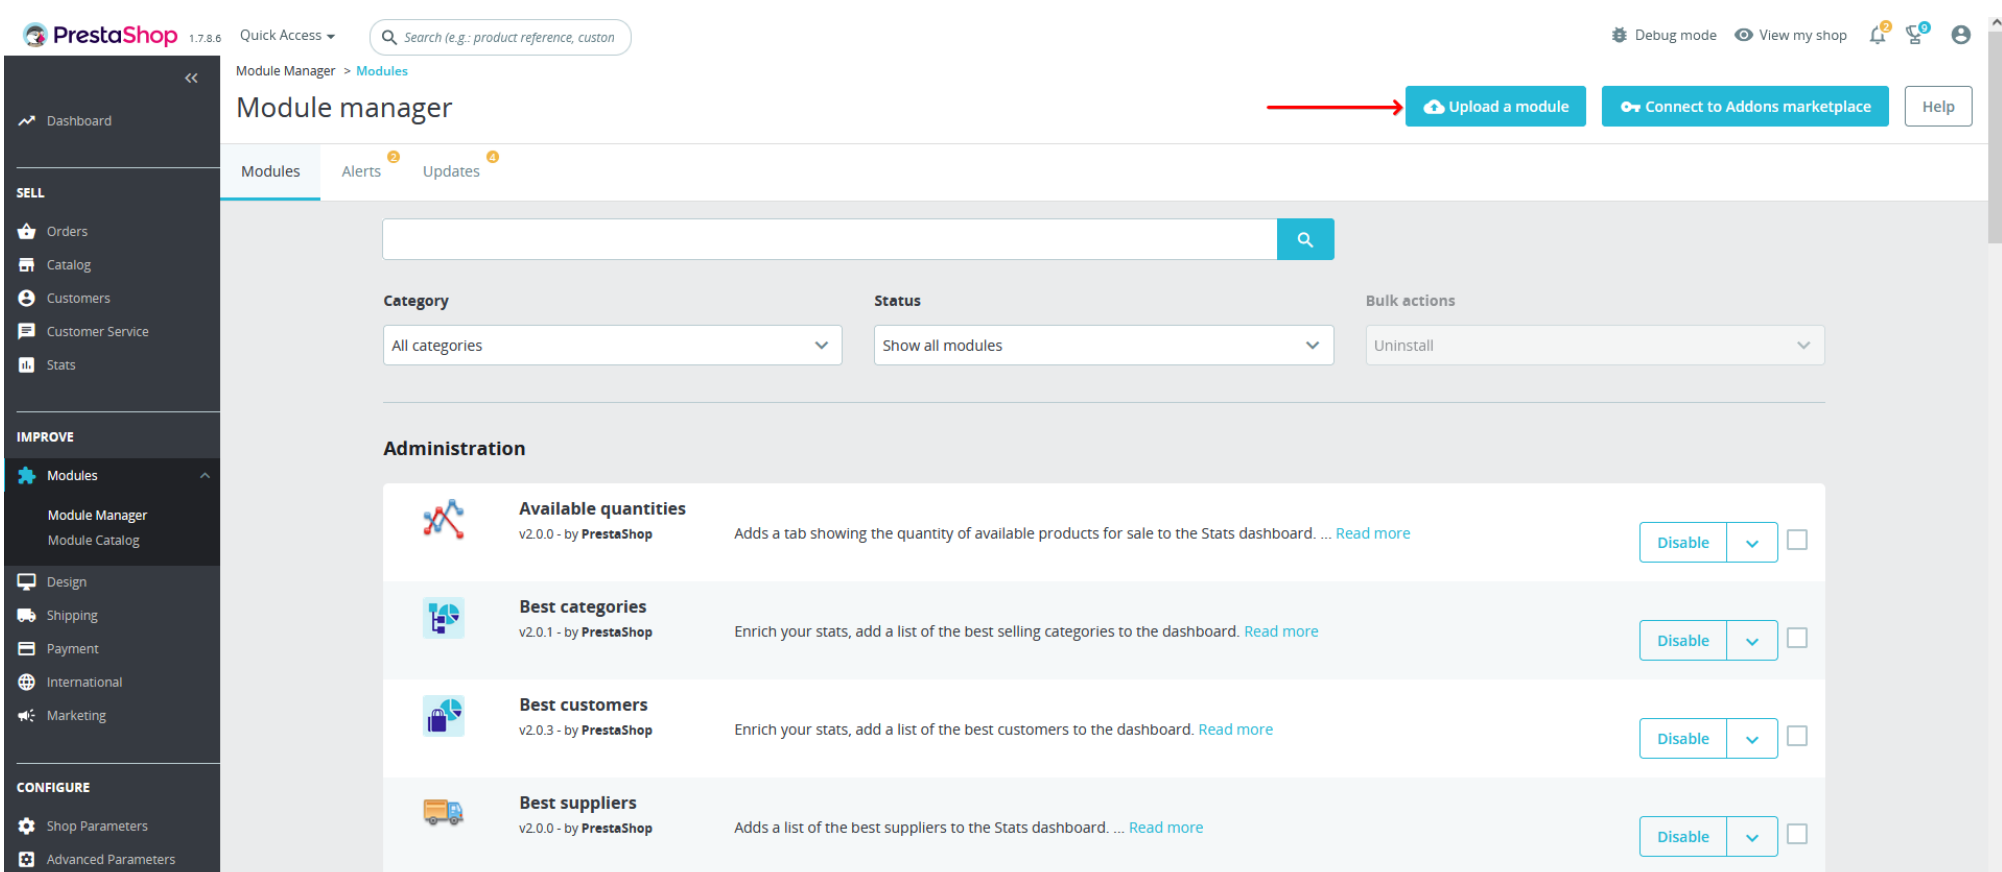 PrestaShop 1.7.8.6
Quick Access
Search (e.g.: product reference, custon
Debug mode
View my shop
2
9
Module Manager > Modules
Module manager
Upload a module
Connect to Addons marketplace
Help
Modules
Alerts
2
Updates
4
Dashboard
SELL
Orders
Catalog
Customers
Customer Service
Stats
IMPROVE
Modules
Module Manager
Module Catalog
Design
Shipping
Payment
International
Marketing
CONFIGURE
Shop Parameters
Advanced Parameters
Category
Status
Bulk actions
All categories
Show all modules
Uninstall
Administration
Available quantities
v2.0.0 - by PrestaShop
Adds a tab showing the quantity of available products for sale to the Stats dashboard. ... Read more
Disable
Best categories
v2.0.1 - by PrestaShop
Enrich your stats, add a list of the best selling categories to the dashboard. Read more
Disable
Best customers
v2.0.3 - by PrestaShop
Enrich your stats, add a list of the best customers to the dashboard. Read more
Disable
Best suppliers
v2.0.0 - by PrestaShop
Adds a list of the best suppliers to the Stats dashboard. ... Read more
Disable